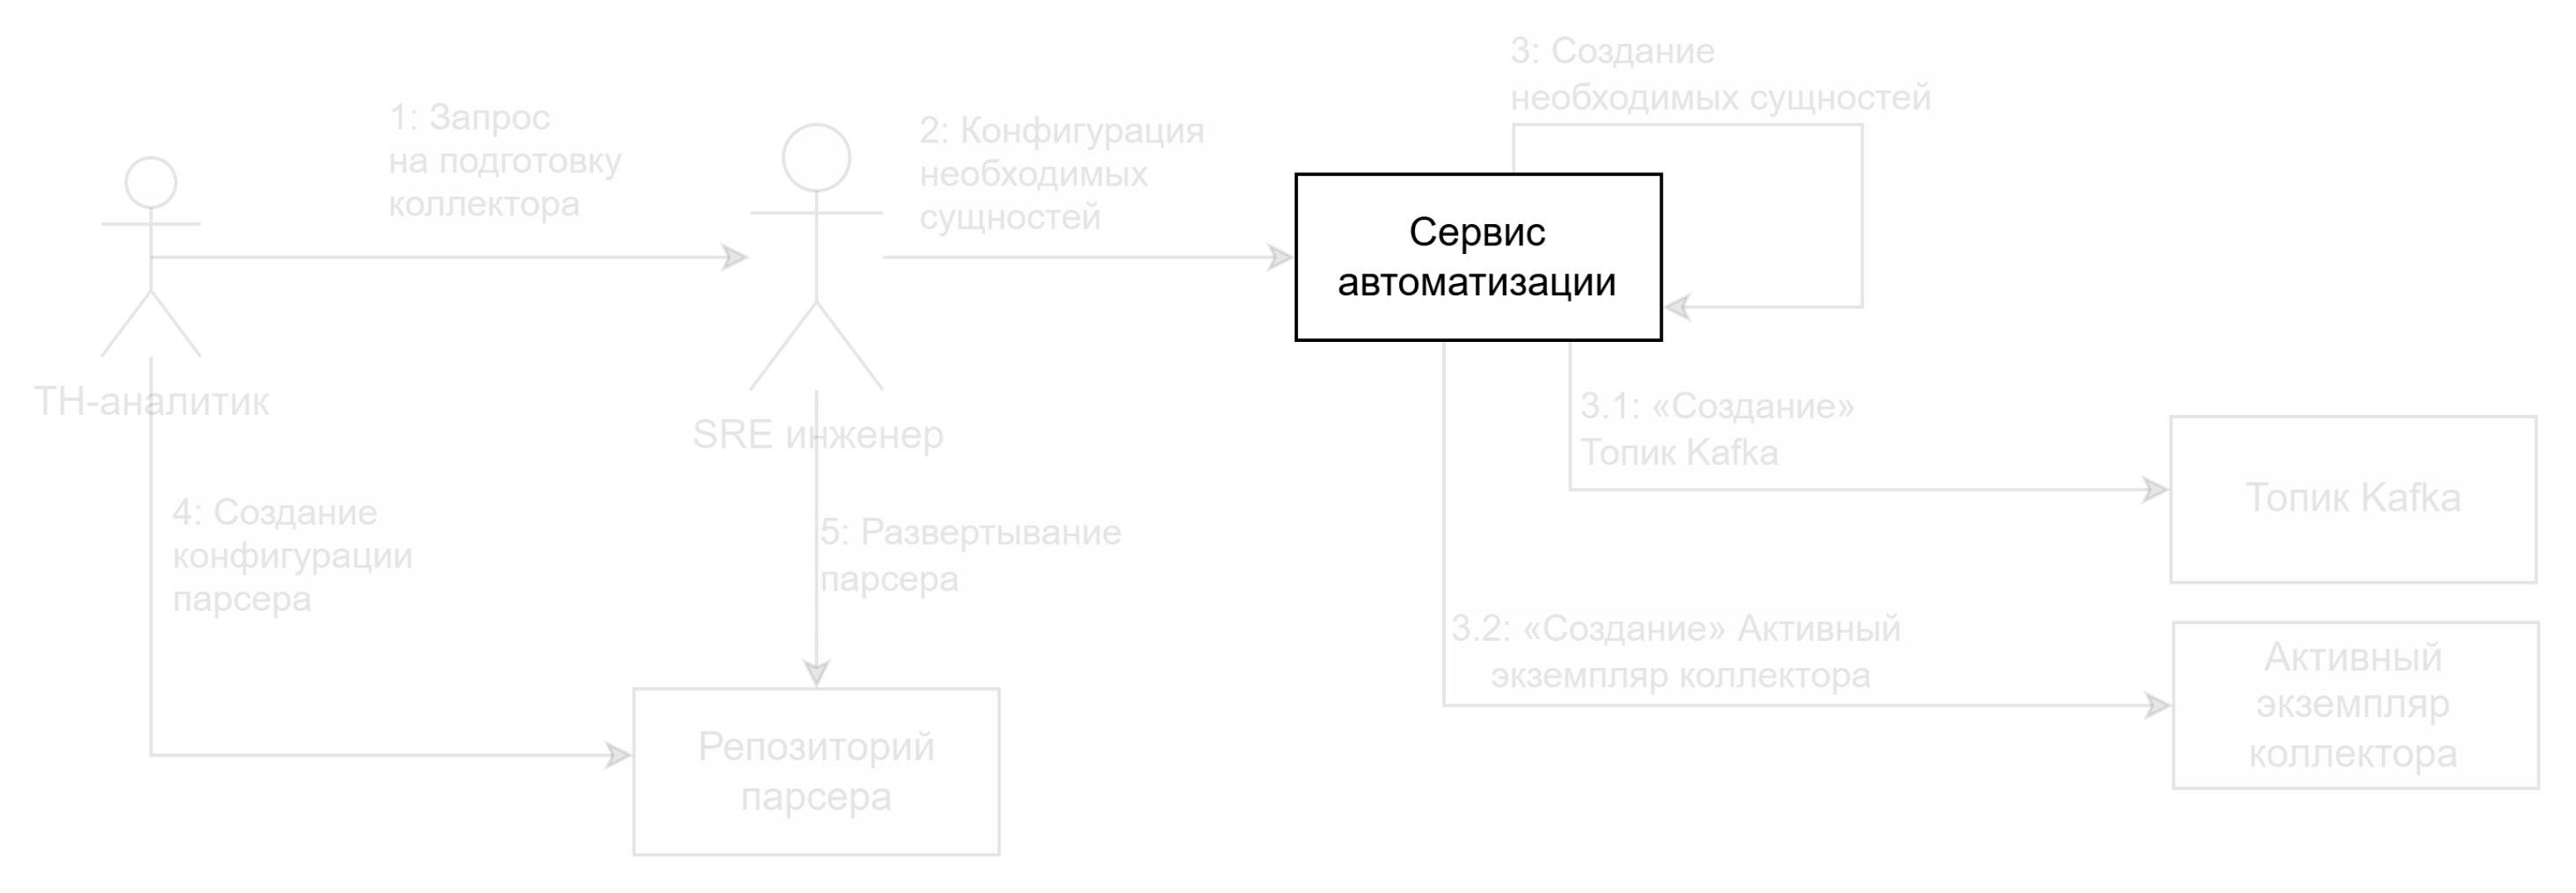 3: Создание
необходимых сущностей
1: Запрос
на подготовку
коллектора
2: Конфигурация
необходимых
сущностей
Сервис
автоматизации
ТН-аналитик
SRE инженер
3.1: «Создание»
Топик Kafka
Топик Kafka
4: Создание
конфигурации
парсера
5: Развертывание
парсера
3.2: «Создание» Активный
экземпляр коллектора
Активный
экземпляр
коллектора
Репозиторий
парсера